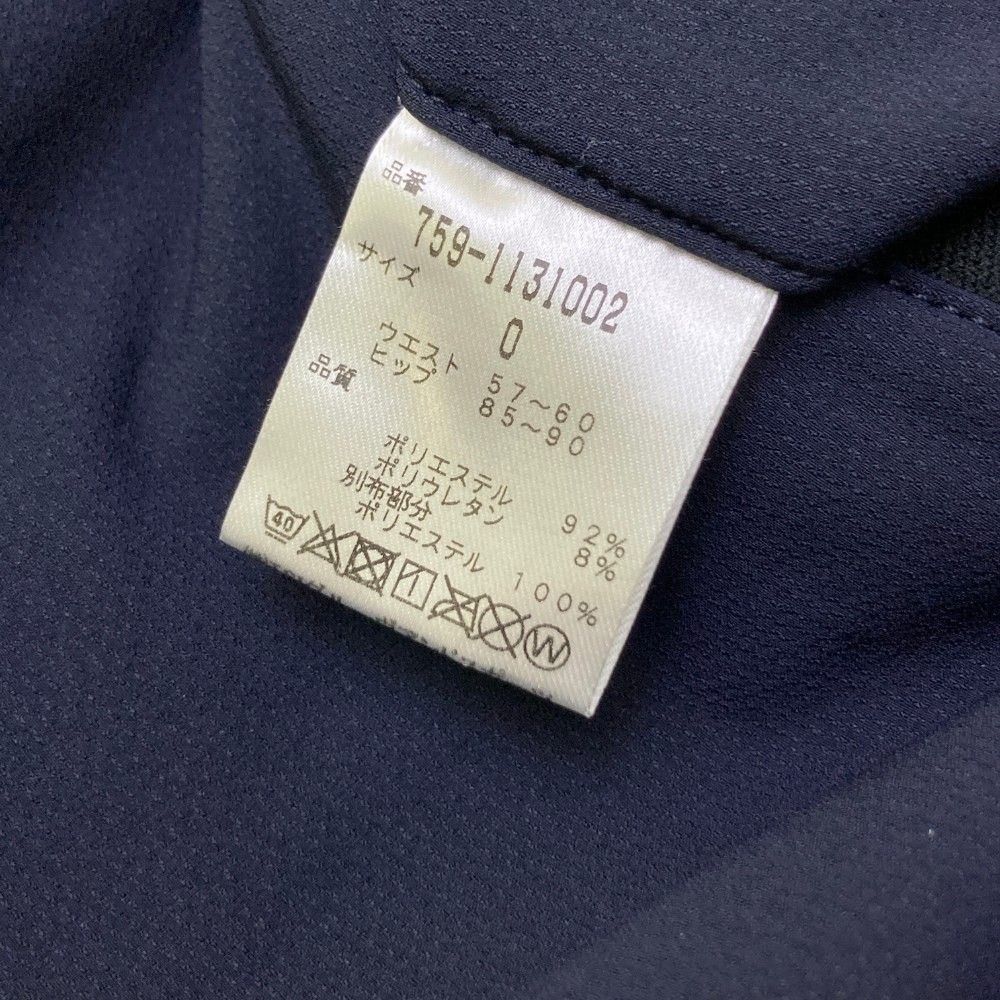 品番
759-1131002
サイズ
0
ウエスト 57～60
ヒップ 85～90
品質
ポリエステル 92%
ポリウレタン 8%
別布部分
ポリエステル 100%
40
W